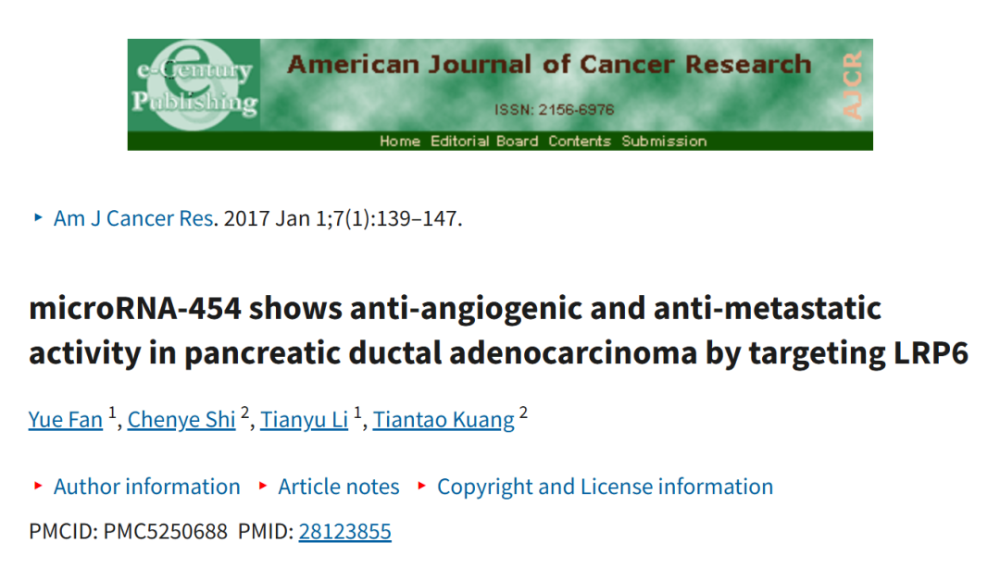 e-Century
Publishing
American Journal of Cancer Research
ISSN: 2156-6976
AJCR
Home Editorial Board Contents Submission
▸ Am J Cancer Res. 2017 Jan 1;7(1):139–147.
microRNA-454 shows anti-angiogenic and anti-metastatic
activity in pancreatic ductal adenocarcinoma by targeting LRP6
Yue Fan 1, Chenye Shi 2, Tianyu Li 1, Tiantao Kuang 2
▸ Author information ▸ Article notes ▸ Copyright and License information
PMCID: PMC5250688 PMID: 28123855